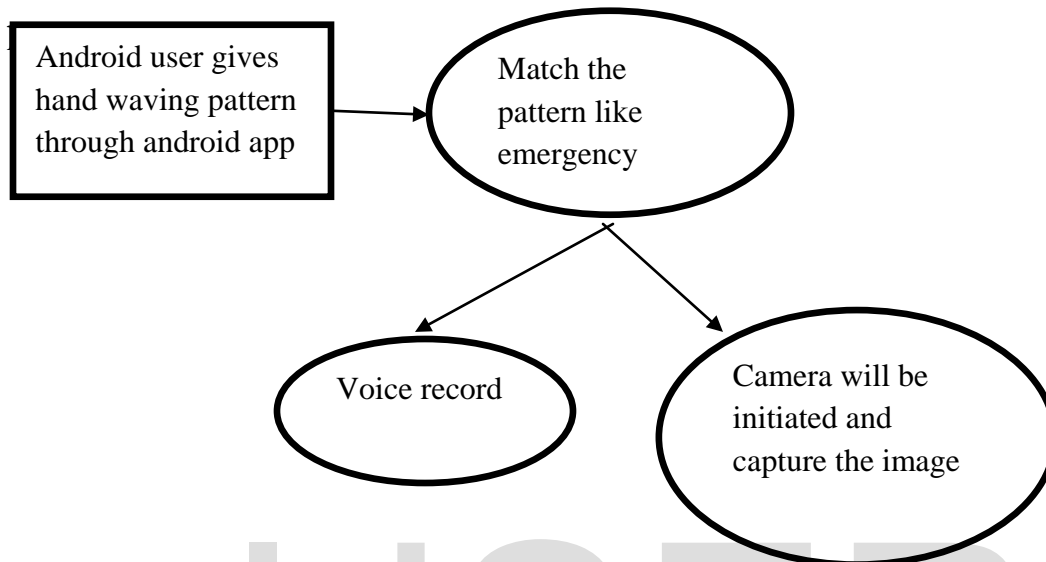 Android user gives
hand waving pattern
through android app
Match the
pattern like
emergency
Voice record
Camera will be
initiated and
capture the image